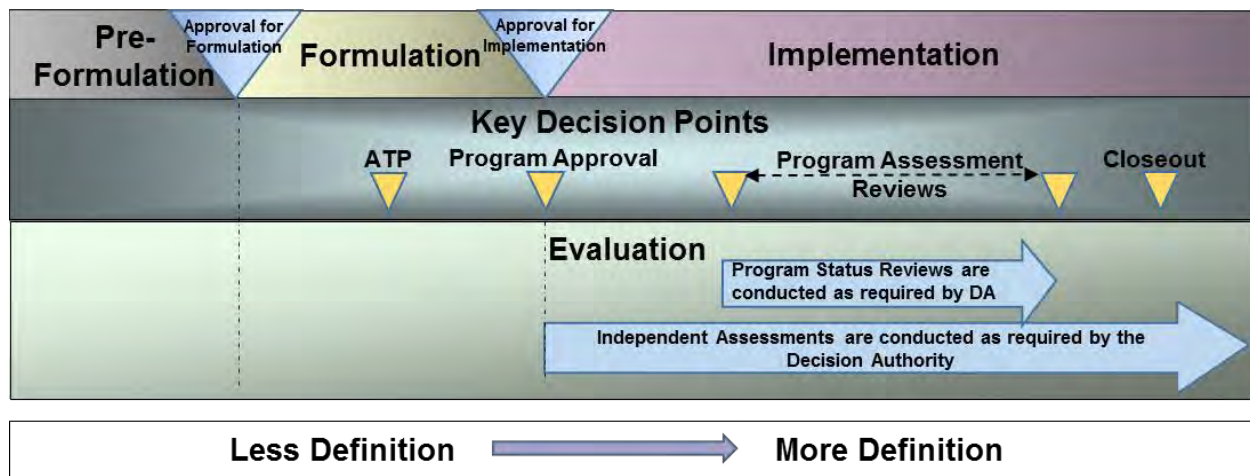 Pre-
Formulation
Approval for
Formulation
Formulation
Approval for
Implementation
Implementation
Key Decision Points
ATP
Program Approval
Program Assessment
Reviews
Closeout
Evaluation
Program Status Reviews are
conducted as required by DA
Independent Assessments are conducted as required by the
Decision Authority
Less Definition
More Definition